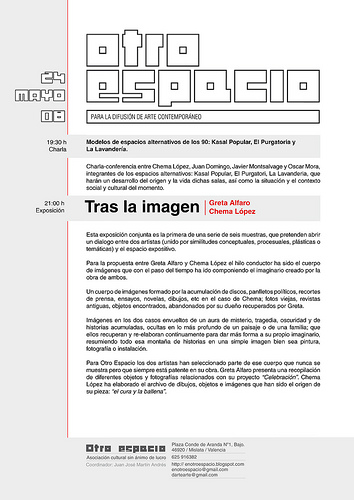 otro
espacio
24
mayo
08
PARA LA DIFUSIÓN DE ARTE CONTEMPORÁNEO
19:30 h
Charla
Modelos de espacios alternativos de los 90: Kasal Popular, El Purgatorio y
La Lavandería.
Charla-conferencia entre Chema López, Juan Domingo, Javier Montsalvage y Oscar Mora,
integrantes de los espacios alternativos: Kasal Popular, El Purgatori, La Lavanderia, que
harán un desarrollo del origen y la vida dichas salas, así como la situación y el contexto
social y cultural del momento.
21:00 h
Exposición
Tras la imagen
Greta Alfaro
Chema López
Esta exposición conjunta es la primera de una serie de seis muestras, que pretenden abrir
un dialogo entre dos artistas (unido por similitudes conceptuales, procesuales, plásticas o
temáticas) y el espacio expositivo.
Para la propuesta entre Greta Alfaro y Chema López el hilo conductor ha sido el cuerpo
de imágenes que con el paso del tiempo ha ido componiendo el imaginario creado por la
obra de ambos.
Un cuerpo de imágenes formado por la acumulación de discos, panfletos políticos, recortes
de prensa, ensayos, novelas, dibujos, etc en el caso de Chema; fotos viejas, revistas
antiguas, objetos encontrados, abandonados por su dueño recuperados por Greta.
Imágenes en los dos casos envueltos de un aura de misterio, tragedia, oscuridad y de
historias acumuladas, ocultas en lo más profundo de un paisaje o de una familia; que
ellos recuperan y re-elaboran continuamente para dar más forma a su propio imaginario,
resumiendo todo esa montaña de historias en una simple imagen bien sea pintura,
fotografía o instalación.
Para Otro Espacio los dos artistas han seleccionado parte de ese cuerpo que nunca se
muestra pero que siempre está patente en su obra. Greta Alfaro presenta una recopilación
de diferentes objetos y fotografías relacionados con su proyecto "Celebración". Chema
López ha elaborado el archivo de dibujos, objetos e imágenes que han sido el origen de
su pieza: "el cura y la ballena".
otro espacio
Asociación cultural sin ánimo de lucro
Coordinador: Juan José Martín Andrés
Plaza Conde de Aranda Nº1, Bajo.
46920 / Mislata / Valencia
625 916382
http:// enotroespacio.blogspot.com
enotroespacio@gmail.com
dartearte@gmail.com